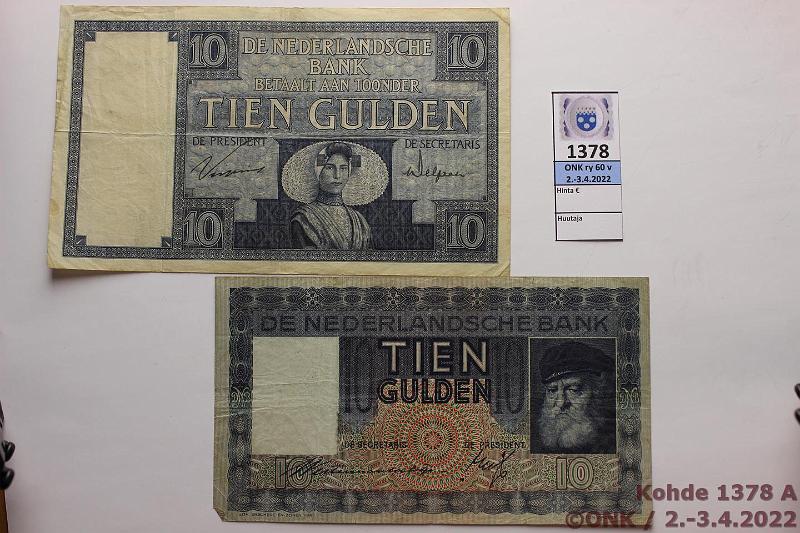 10
DE NEDERLANDSCHE
10
BANK
BETAALT AAN TOONDER
TIEN GULDEN
DE PRESIDENT
DE SECRETARIS
10
10
1378
ONK ry 60 v
2.-3.4.2022
Hinta €
Huutaja
DE NEDERLANDSCHE BANK
TIEN
GULDEN
10
10
DE SECRETARIS
DE PRESIDENT
10
10
Kohde 1378 A
©ONK / 2.-3.4.2022